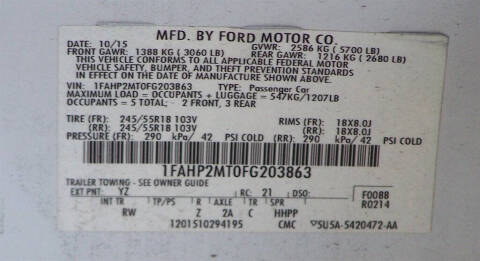 MFD. BY FORD MOTOR CO.
DATE: 10/15 GVWR: 2586 KG ( 5700 LB)
FRONT GAWR: 1388 KG ( 3060 LB) REAR GAWR: 1216 KG ( 2680 LB)
THIS VEHICLE CONFORMS TO ALL APPLICABLE FEDERAL MOTOR
VEHICLE SAFETY, BUMPER, AND THEFT PREVENTION STANDARDS
IN EFFECT ON THE DATE OF MANUFACTURE SHOWN ABOVE.
VIN: 1FAHP2MT0FG203863 TYPE: Passenger Car
MAXIMUM LOAD = OCCUPANTS + LUGGAGE = 547KG/1207LB
OCCUPANTS = 5 TOTAL; 2 FRONT, 3 REAR
TIRE (FR): 245/55R18 103V RIMS (FR): 18X8.0J
(RR): 245/55R18 103V (RR): 18X8.0J
PRESSURE (FR): 290 kPa/ 42 PSI COLD (RR): 290 kPa/ 42 PSI COLD
1FAHP2MT0FG203863
TRAILER TOWING - SEE OWNER GUIDE
EXT PNT: YZ RC: 21 DSO: F0088
R0214
INT TR TP/PS R AXLE TR SPR
RW Z 2A C HHPP
1201510294195 CMC ▽5U5A-5420472-AA